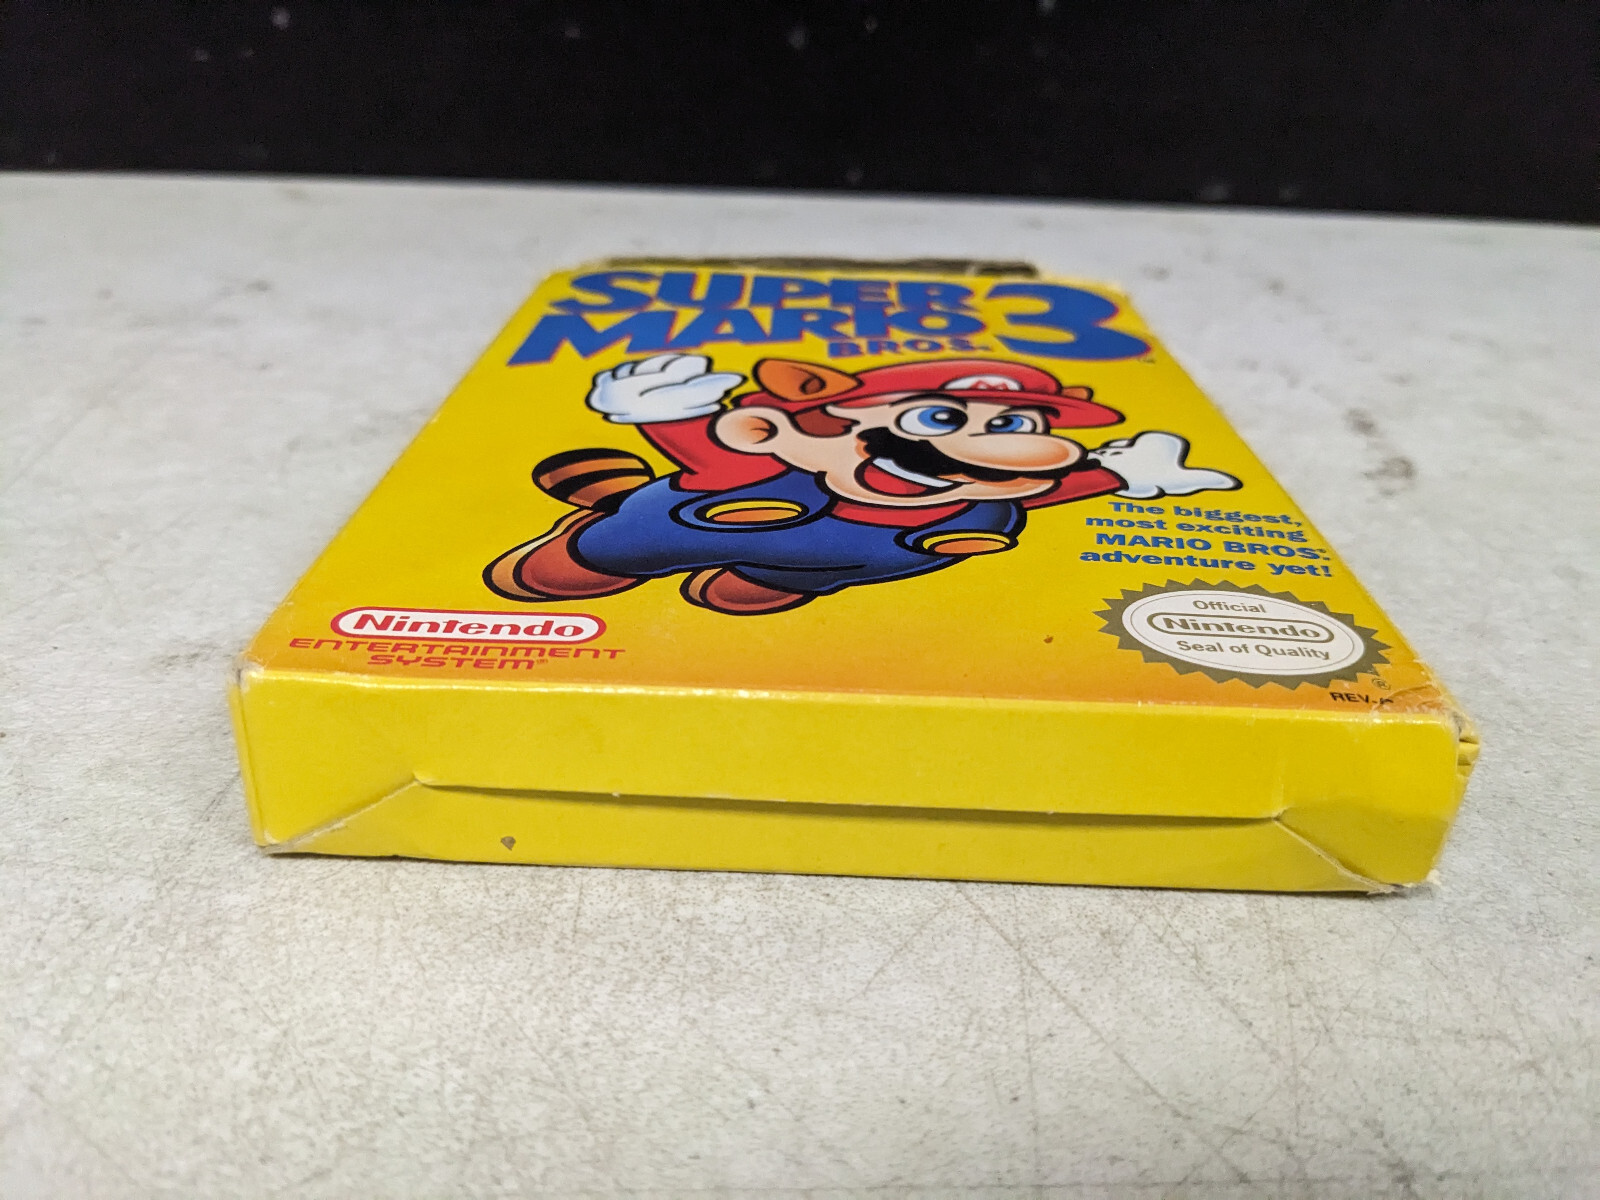 SUPER
MARIO 3
BROS.
TM
M
The biggest,
most exciting
MARIO BROS.®
adventure yet!
Nintendo
ENTERTAINMENT
SYSTEM®
Official
Nintendo
Seal of Quality
®